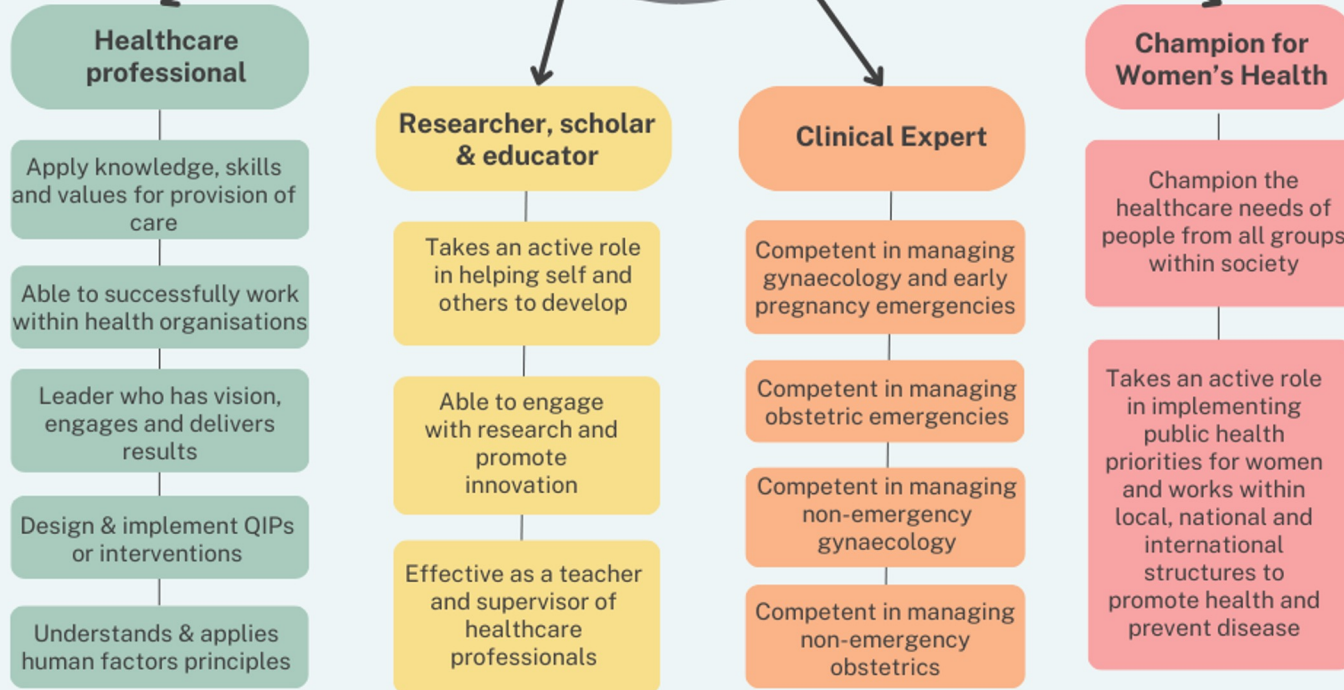 Healthcare
professional
Apply knowledge, skills
and values for provision of
care
Able to successfully work
within health organisations
Leader who has vision,
engages and delivers
results
Design & implement QIPs
or interventions
Understands & applies
human factors principles
Researcher, scholar
& educator
Takes an active role
in helping self and
others to develop
Able to engage
with research and
promote
innovation
Effective as a teacher
and supervisor of
healthcare
professionals
Clinical Expert
Competent in managing
gynaecology and early
pregnancy emergencies
Competent in managing
obstetric emergencies
Competent in managing
non-emergency
gynaecology
Competent in managing
non-emergency
obstetrics
Champion for
Women's Health
Champion the
healthcare needs of
people from all groups
within society
Takes an active role
in implementing
public health
priorities for women
and works within
local, national and
international
structures to
promote health and
prevent disease